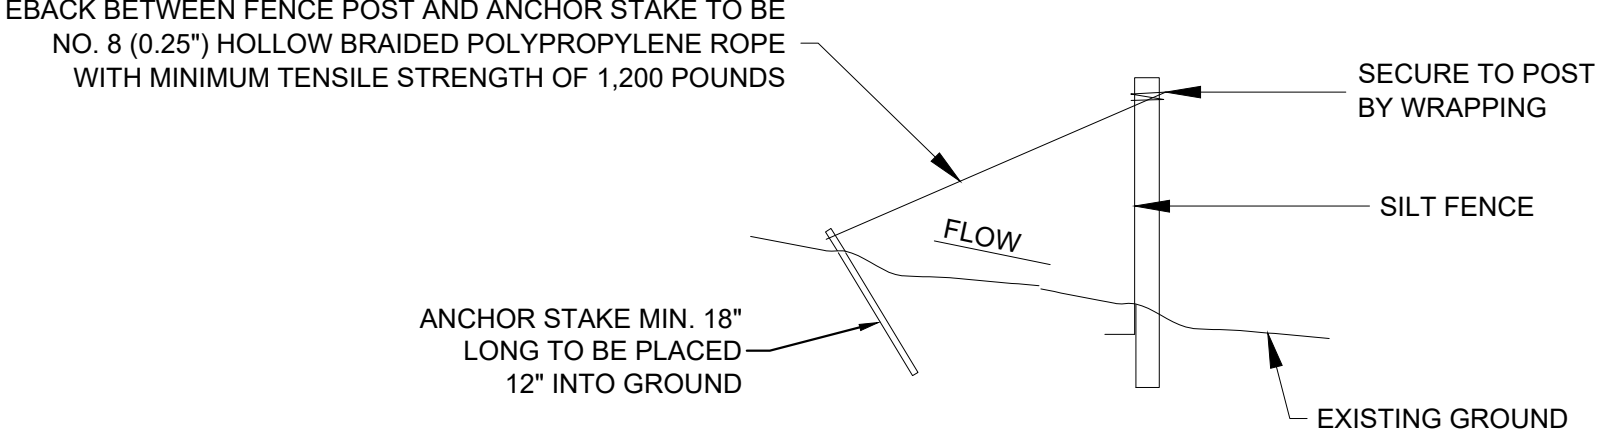 EBACK BETWEEN FENCE POST AND ANCHOR STAKE TO BE
NO. 8 (0.25") HOLLOW BRAIDED POLYPROPYLENE ROPE
WITH MINIMUM TENSILE STRENGTH OF 1,200 POUNDS
SECURE TO POST
BY WRAPPING
SILT FENCE
FLOW
ANCHOR STAKE MIN. 18"
LONG TO BE PLACED
12" INTO GROUND
EXISTING GROUND